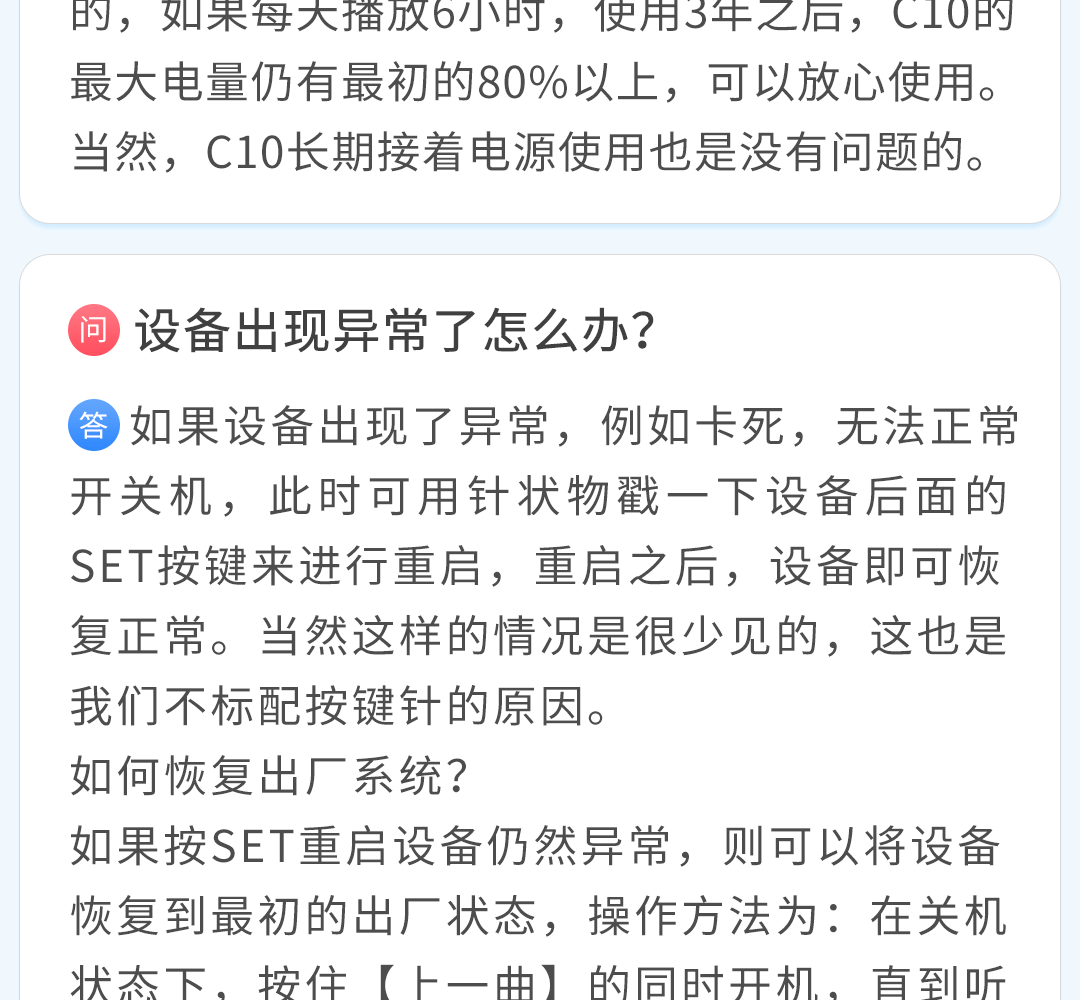 的，如果每天播放6小时，使用3年之后，C10的
最大电量仍有最初的80%以上，可以放心使用。
当然，C10长期接着电源使用也是没有问题的。
问 设备出现异常了怎么办？
答 如果设备出现了异常，例如卡死，无法正常
开关机，此时可用针状物戳一下设备后面的
SET按键来进行重启，重启之后，设备即可恢
复正常。当然这样的情况是很少见的，这也是
我们不标配按键针的原因。
如何恢复出厂系统？
如果按SET重启设备仍然异常，则可以将设备
恢复到最初的出厂状态，操作方法为：在关机
状态下，按住【上一曲】的同时开机，直到听